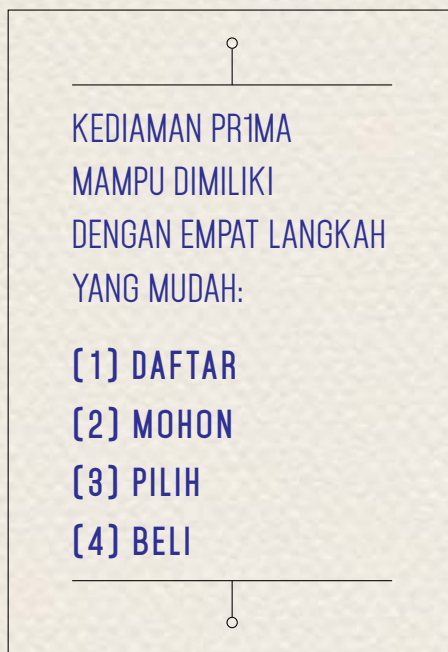 KEDIAMAN PR1MA
MAMPU DIMILIKI
DENGAN EMPAT LANGKAH
YANG MUDAH:
(1) DAFTAR
(2) MOHON
(3) PILIH
(4) BELI